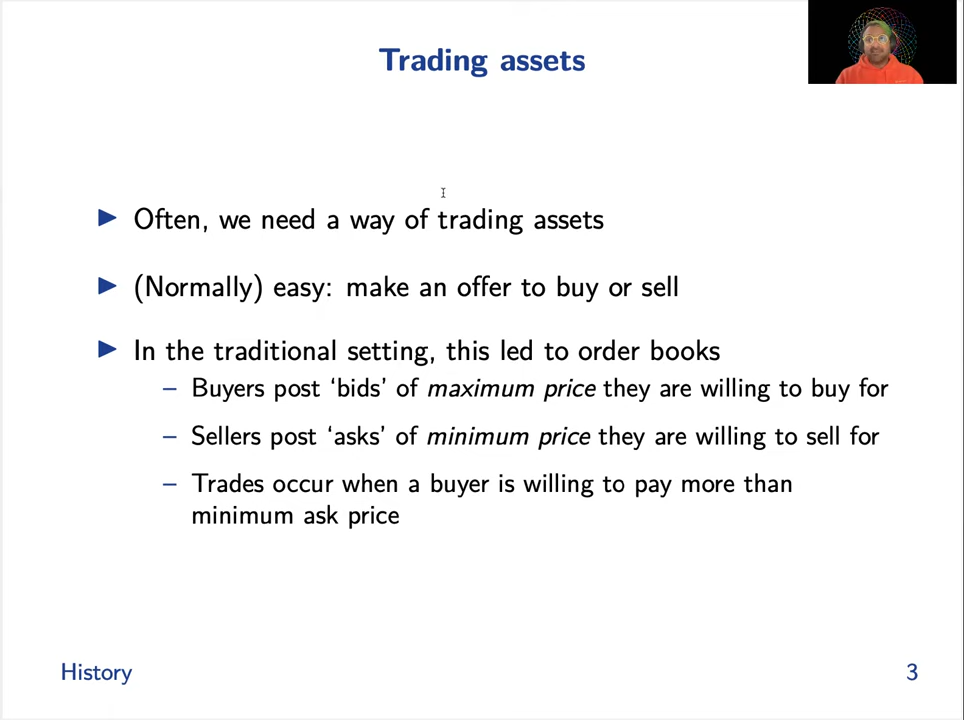 Trading assets
▶ Often, we need a way of trading assets
▶ (Normally) easy: make an offer to buy or sell
▶ In the traditional setting, this led to order books
– Buyers post ‘bids’ of maximum price they are willing to buy for
– Sellers post ‘asks’ of minimum price they are willing to sell for
– Trades occur when a buyer is willing to pay more than
minimum ask price
History
3